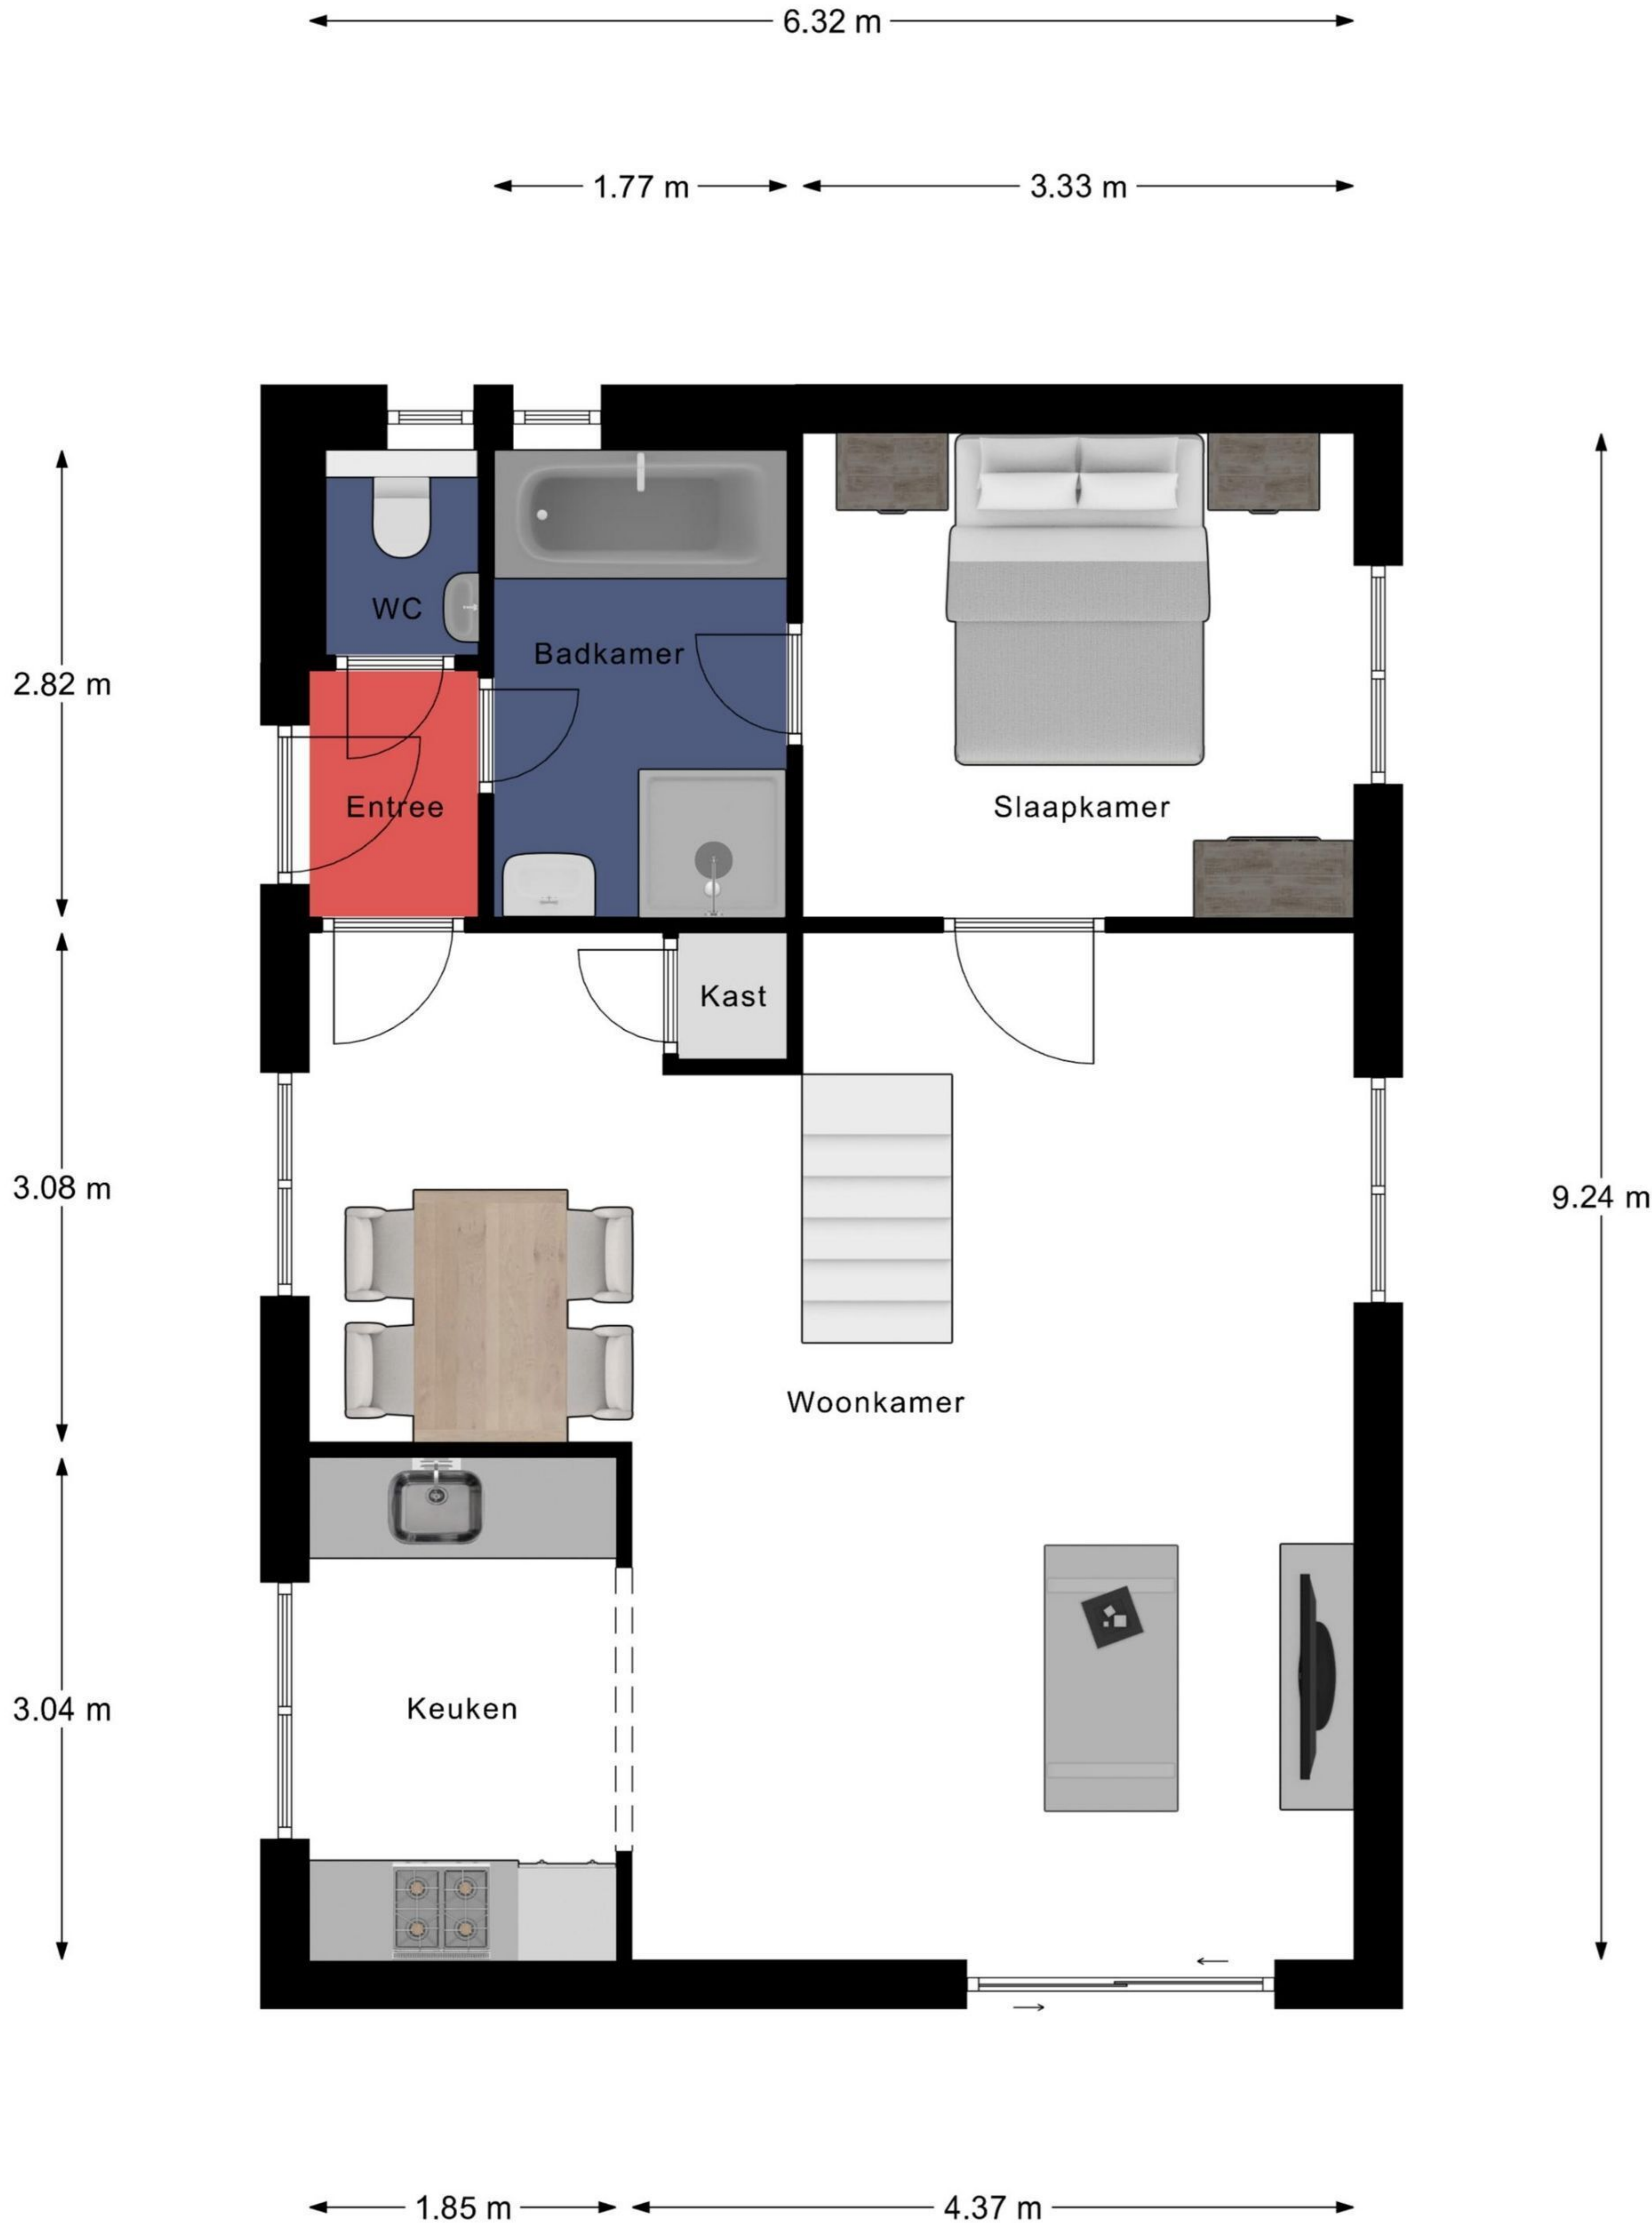 6.32 m
1.77 m
3.33 m
WC
Badkamer
2.82 m
Entree
Slaapkamer
Kast
3.08 m
9.24 m
Woonkamer
3.04 m
Keuken
1.85 m
4.37 m